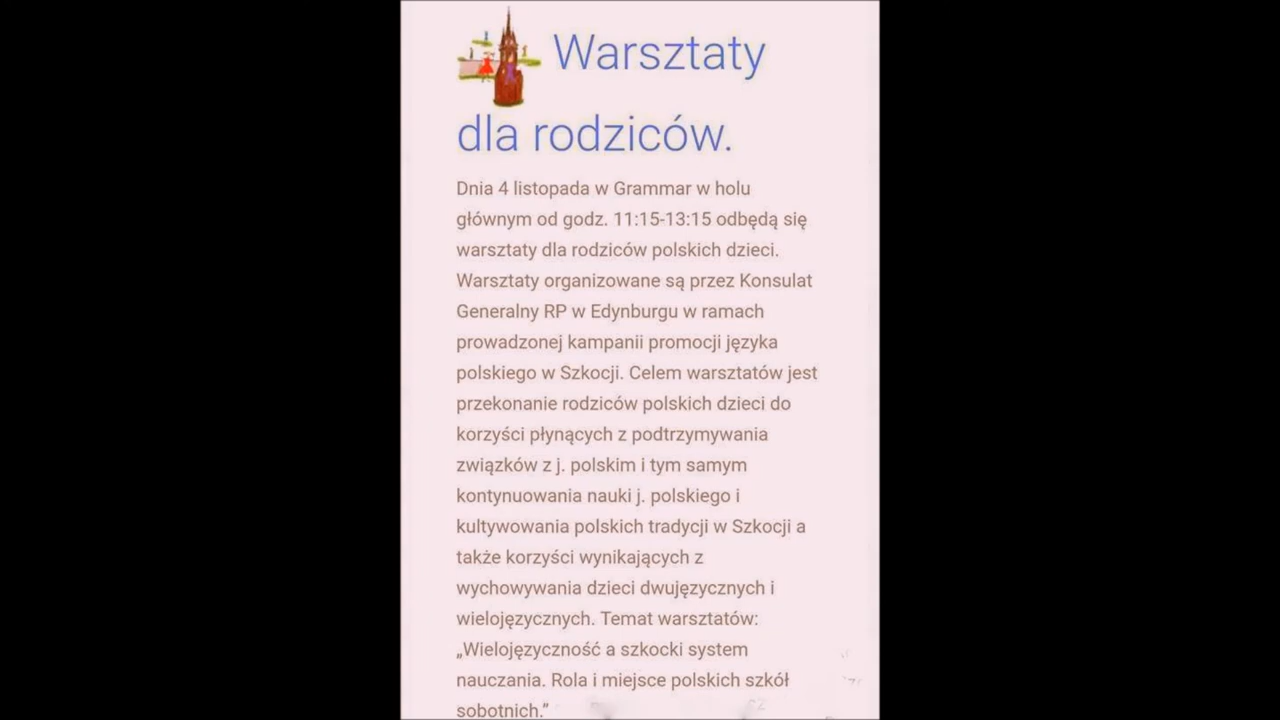 Warsztaty
dla rodziców.
Dnia 4 listopada w Grammar w holu
głównym od godz. 11:15-13:15 odbędą się
warsztaty dla rodziców polskich dzieci.
Warsztaty organizowane są przez Konsulat
Generalny RP w Edynburgu w ramach
prowadzonej kampanii promocji języka
polskiego w Szkocji. Celem warsztatów jest
przekonanie rodziców polskich dzieci do
korzyści płynących z podtrzymywania
związków z j. polskim i tym samym
kontynuowania nauki j. polskiego i
kultywowania polskich tradycji w Szkocji a
także korzyści wynikających z
wychowywania dzieci dwujęzycznych i
wielojęzycznych. Temat warsztatów:
„Wielojęzyczność a szkocki system
nauczania. Rola i miejsce polskich szkół
sobotnich.”